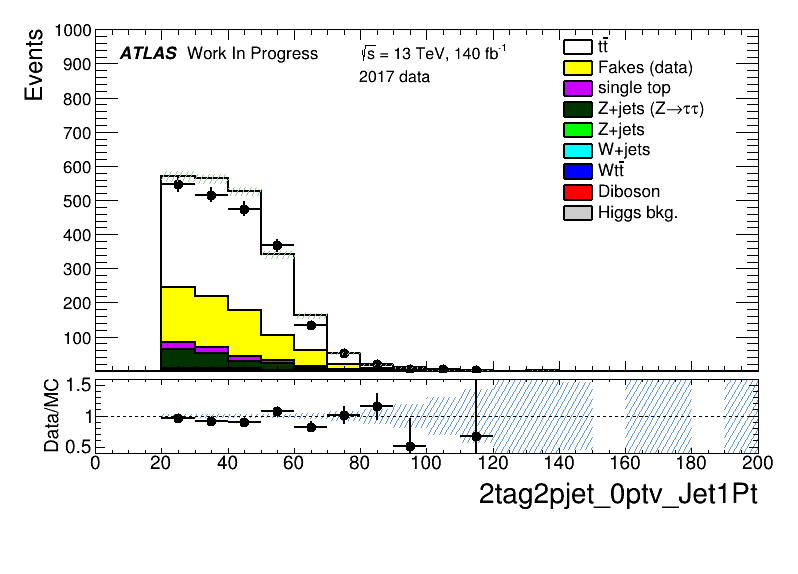 Events
1000
900
800
700
600
500
400
300
200
100
ATLAS Work In Progress
√s = 13 TeV, 140 fb⁻¹
2017 data
tt̄
Fakes (data)
single top
Z+jets (Z→ττ)
Z+jets
W+jets
Wtt̄
Diboson
Higgs bkg.
Data/MC
1.5
1
0.5
0 20 40 60 80 100 120 140 160 180 200
2tag2pjet_0ptv_Jet1Pt